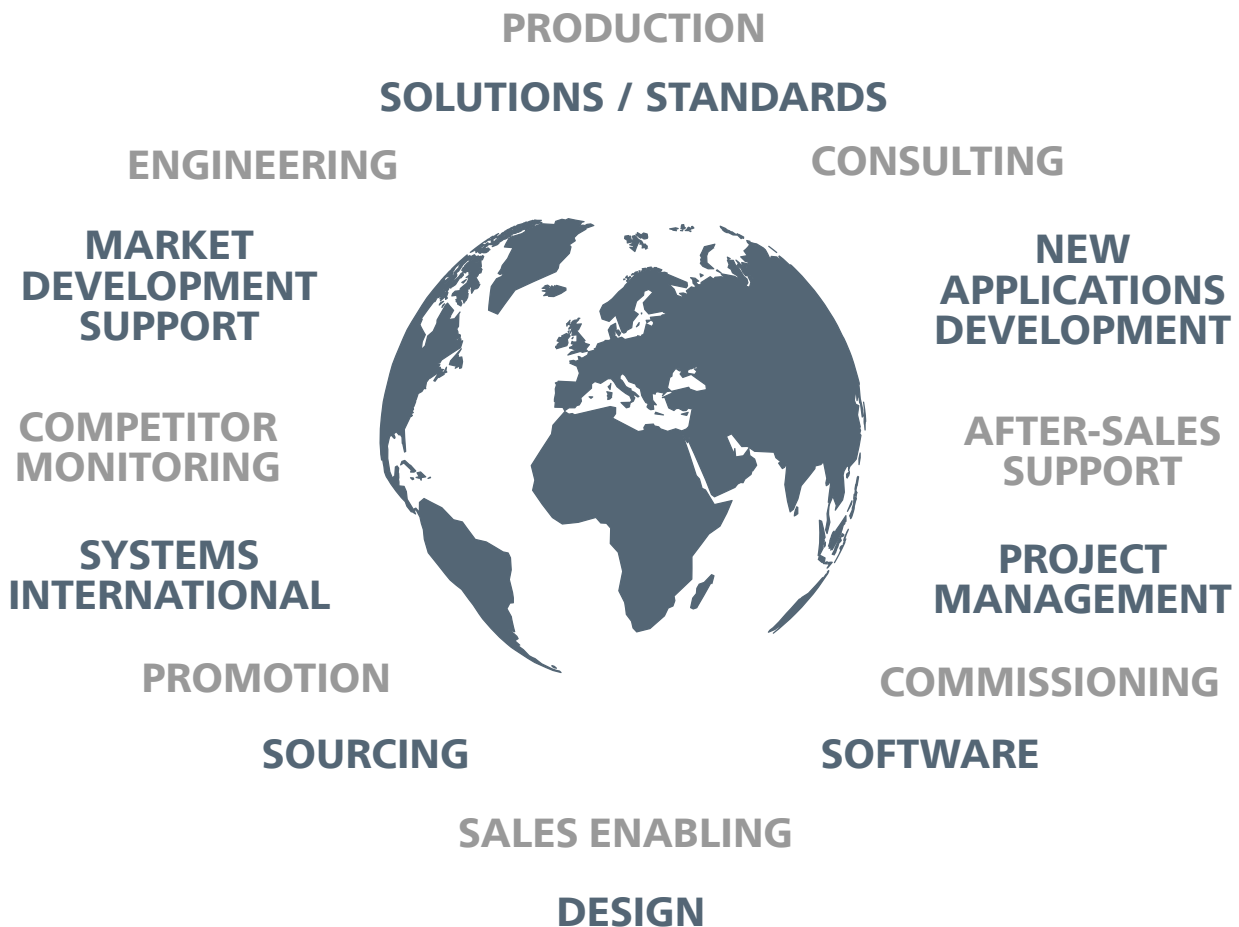 PRODUCTION
SOLUTIONS / STANDARDS
ENGINEERING
CONSULTING
MARKET
DEVELOPMENT
SUPPORT
NEW
APPLICATIONS
DEVELOPMENT
COMPETITOR
MONITORING
AFTER-SALES
SUPPORT
SYSTEMS
INTERNATIONAL
PROJECT
MANAGEMENT
PROMOTION
COMMISSIONING
SOURCING
SOFTWARE
SALES ENABLING
DESIGN